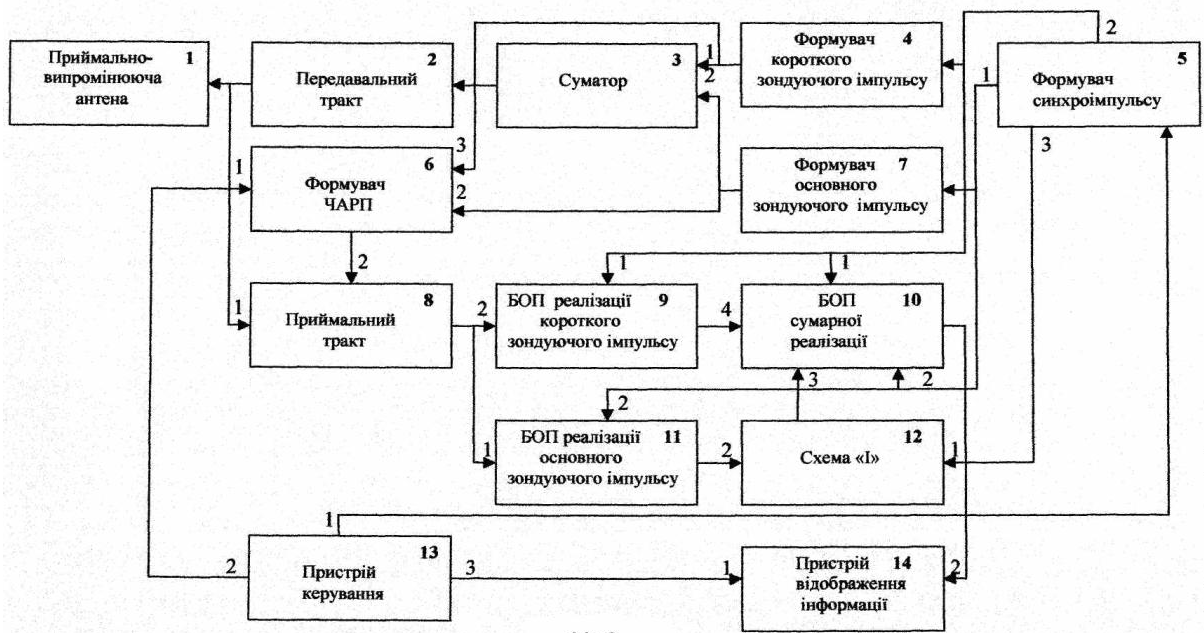 Приймально- 1
випромінююча
антена
2
Передавальний
тракт
3
Суматор
Формувач 4
короткого
зондуючого імпульсу
5
Формувач
синхроімпульсу
1
2
2
1
3
3
2
1
6
Формувач
ЧАРП
Формувач 7
основного
зондуючого імпульсу
2
1
1
1
8
Приймальний
тракт
2
БОП реалізації 9
короткого
зондуючого імпульсу
4
БОП 10
сумарної
реалізації
3
2
2
1
БОП реалізації 11
основного
зондуючого імпульсу
2
12
Схема «І»
1
1
2
13
Пристрій
керування
3
1
Пристрій 14
відображення
інформації
2